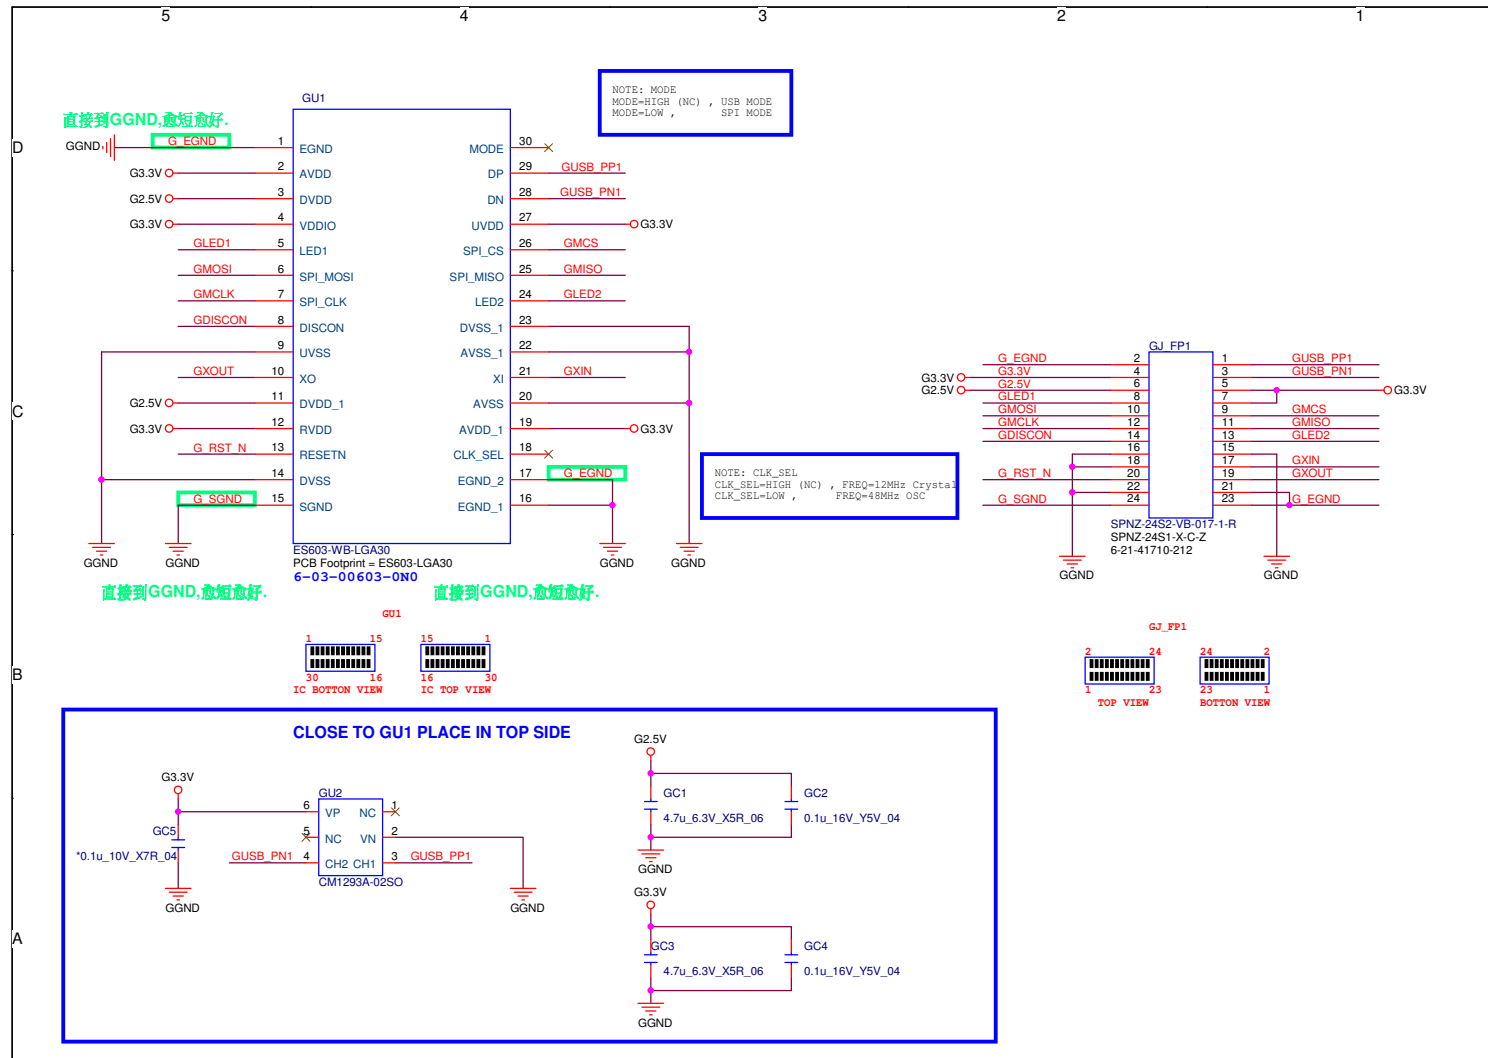 5 4 3 2 1
D
C
B
A
NOTE: MODE
MODE=HIGH (NC) , USB MODE
MODE=LOW , SPI MODE
GU1
直接到GGND,愈短愈好.
GGND
G_EGND 1 EGND
G3.3V 2 AVDD
G2.5V 3 DVDD
G3.3V 4 VDDIO
GLED1 5 LED1
GMOSI 6 SPI_MOSI
GMCLK 7 SPI_CLK
GDISCON 8 DISCON
9 UVSS
GXOUT 10 XO
G2.5V 11 DVDD_1
G3.3V 12 RVDD
G_RST_N 13 RESETN
14 DVSS
G_SGND 15 SGND
MODE 30
DP 29 GUSB_PP1
DN 28 GUSB_PN1
UVDD 27 G3.3V
SPI_CS 26 GMCS
SPI_MISO 25 GMISO
LED2 24 GLED2
DVSS_1 23
AVSS_1 22
XI 21 GXIN
AVSS 20
AVDD_1 19 G3.3V
CLK_SEL 18
EGND_2 17 G_EGND
EGND_1 16
GGND GGND GGND GGND
ES603-WB-LGA30
PCB Footprint = ES603-LGA30
6-03-00603-0N0
直接到GGND,愈短愈好.
直接到GGND,愈短愈好.
NOTE: CLK_SEL
CLK_SEL=HIGH (NC) , FREQ=12MHz Crystal
CLK_SEL=LOW , FREQ=48MHz OSC
GJ_FP1
G_EGND 2 1 GUSB_PP1
G3.3V G3.3V 4 3 GUSB_PN1
G2.5V G2.5V 6 5 G3.3V
GLED1 8 7
GMOSI 10 9 GMCS
GMCLK 12 11 GMISO
GDISCON 14 13 GLED2
16 15
18 17 GXIN
G_RST_N 20 19 GXOUT
22 21
G_SGND 24 23 G_EGND
SPNZ-24S2-VB-017-1-R
SPNZ-24S1-X-C-Z
6-21-41710-212
GGND GGND
GU1
1 15
30 16
IC BOTTON VIEW
15 1
16 30
IC TOP VIEW
GJ_FP1
2 24
1 23
TOP VIEW
24 2
23 1
BOTTON VIEW
CLOSE TO GU1 PLACE IN TOP SIDE
G3.3V
GC5
*0.1u_10V_X7R_04
GGND
GU2
6 VP NC 1
5 NC VN 2
GUSB_PN1 4 CH2 CH1 3 GUSB_PP1
CM1293A-02SO
GGND
G2.5V
GC1
4.7u_6.3V_X5R_06
GC2
0.1u_16V_Y5V_04
GGND
G3.3V
GC3
4.7u_6.3V_X5R_06
GC4
0.1u_16V_Y5V_04
GGND